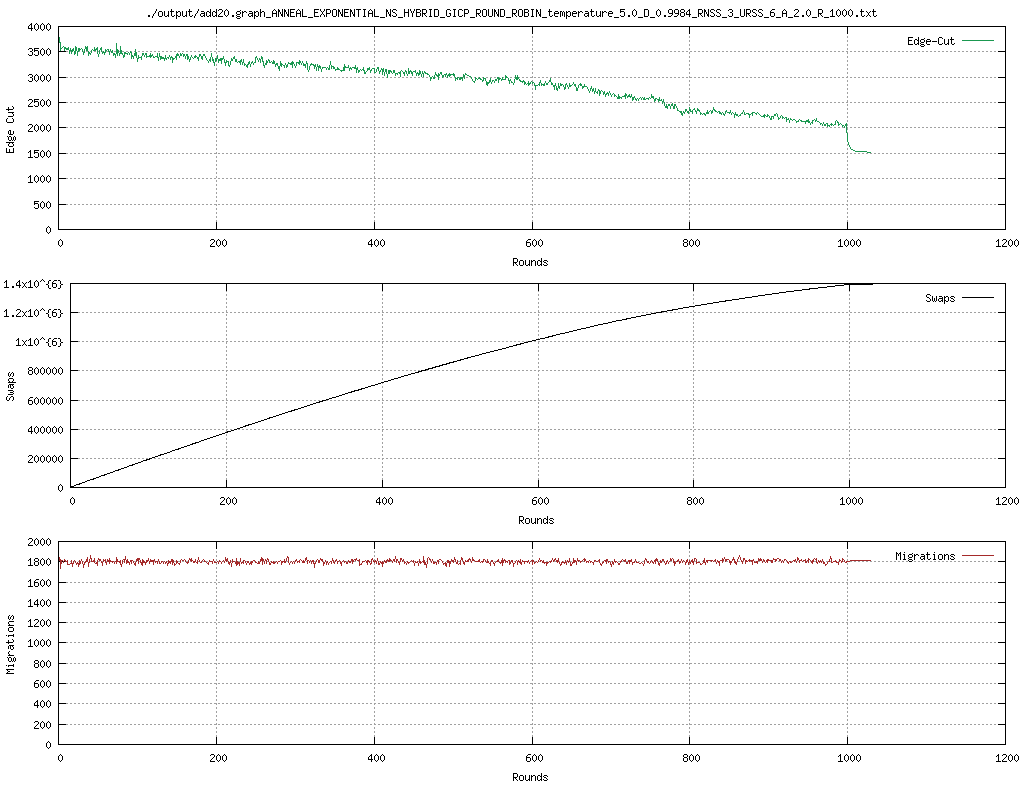 ./output/add20.graph_ANNEAL_EXPONENTIAL_NS_HYBRID_GICP_ROUND_ROBIN_temperature_5.0_D_0.9984_RNSS_3_URSS_6_A_2.0_R_1000.txt
4000
3500
3000
2500
2000
1500
1000
500
0
Edge Cut
Edge-Cut
0 200 400 600 800 1000 1200
Rounds
1.4x10^{6}
1.2x10^{6}
1x10^{6}
800000
600000
400000
200000
0
Swaps
Swaps
0 200 400 600 800 1000 1200
Rounds
2000
1800
1600
1400
1200
1000
800
600
400
200
0
Migrations
Migrations
0 200 400 600 800 1000 1200
Rounds